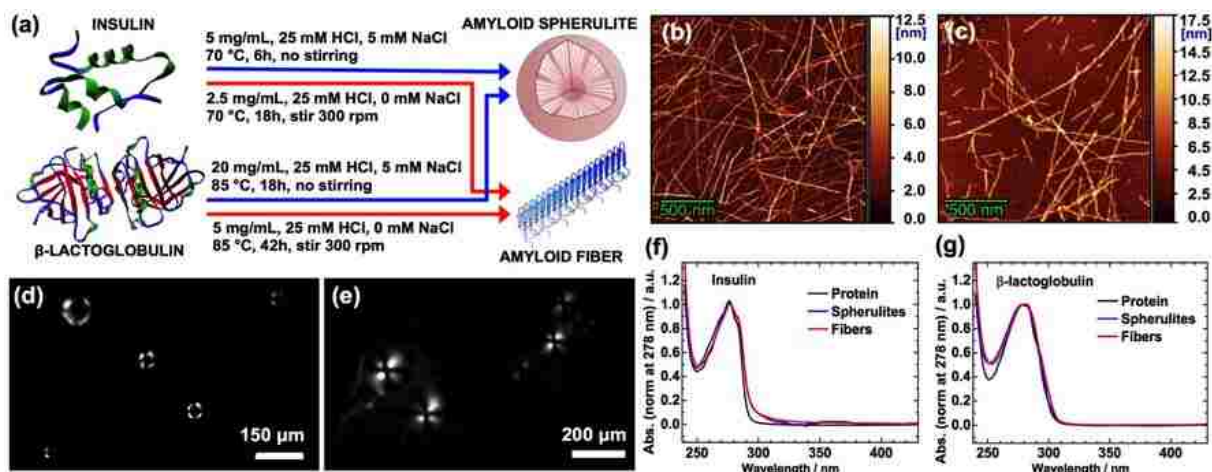 (a)
INSULIN
5 mg/mL, 25 mM HCl, 5 mM NaCl
70 °C, 6h, no stirring
2.5 mg/mL, 25 mM HCl, 0 mM NaCl
70 °C, 18h, stir 300 rpm
20 mg/mL, 25 mM HCl, 5 mM NaCl
85 °C, 18h, no stirring
β-LACTOGLOBULIN
5 mg/mL, 25 mM HCl, 0 mM NaCl
85 °C, 42h, stir 300 rpm
AMYLOID SPHERULITE
AMYLOID FIBER
(b)
500 nm
12.5
[nm]
10.0
8.0
6.0
4.0
2.0
0.0
(c)
500 nm
17.5
[nm]
14.5
12.5
10.5
8.5
6.5
4.5
2.5
0.0
(d)
150 µm
(e)
200 µm
(f)
Insulin
Protein
Spherulites
Fibers
Abs. (norm at 278 nm) / a.u.
1.0
0.8
0.6
0.4
0.2
0.0
250 300 350 400
Wavelength / nm
(g)
β-lactoglobulin
Protein
Spherulites
Fibers
Abs. (norm at 278 nm) / a.u.
1.0
0.8
0.6
0.4
0.2
0.0
250 300 350 400
Wavelength / nm